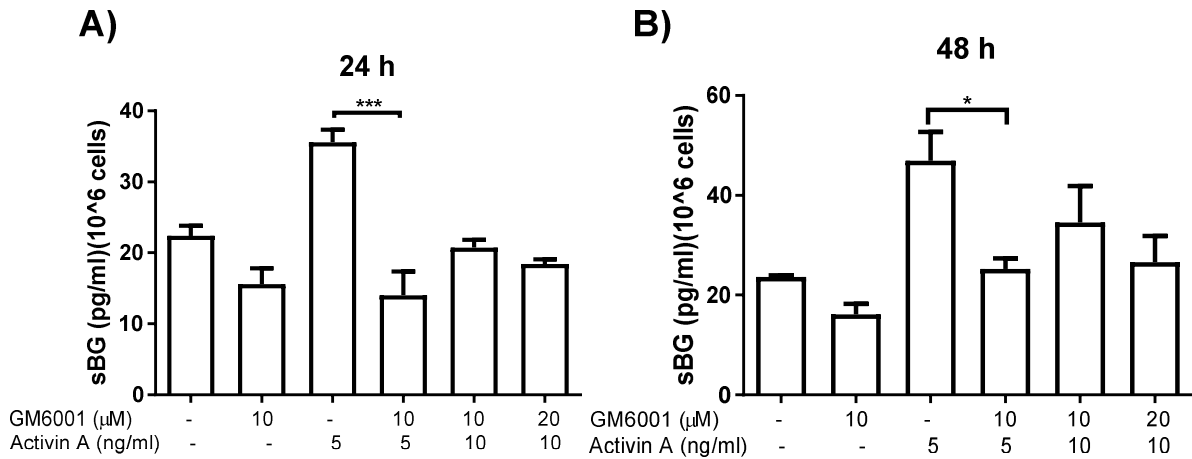 A)
24 h
***
sBG (pg/ml)(10^6 cells)
40
30
20
10
0
GM6001 (µM) - 10 - 10 10 20
Activin A (ng/ml) - - 5 5 10 10
B)
48 h
*
sBG (pg/ml)(10^6 cells)
60
40
20
0
GM6001 (µM) - 10 - 10 10 20
Activin A (ng/ml) - - 5 5 10 10